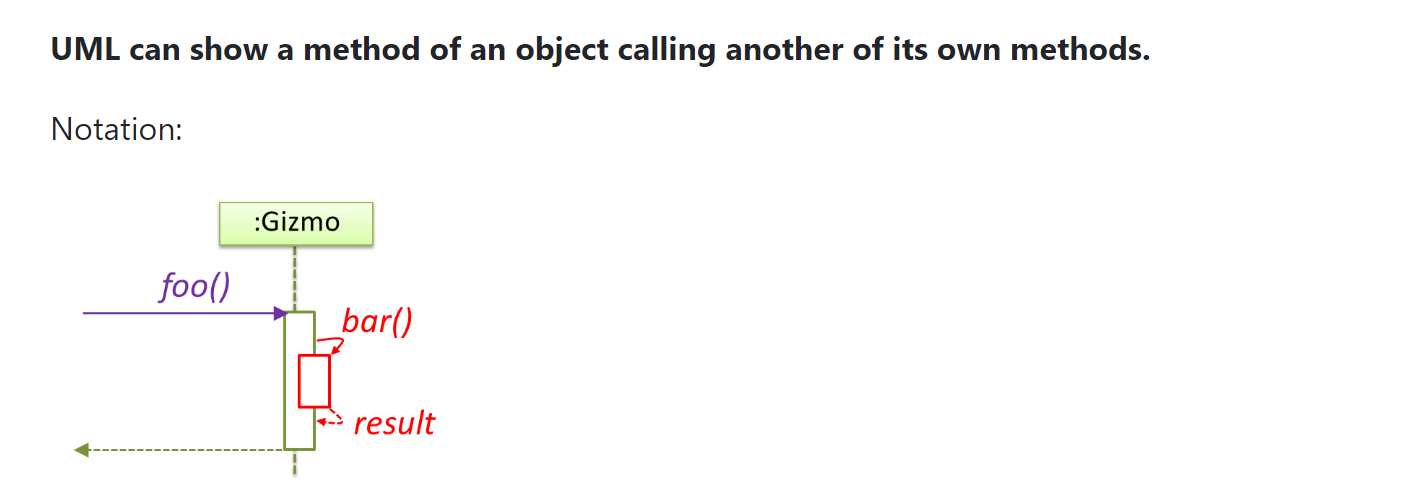 UML can show a method of an object calling another of its own methods.
Notation:
:Gizmo
foo()
bar()
result